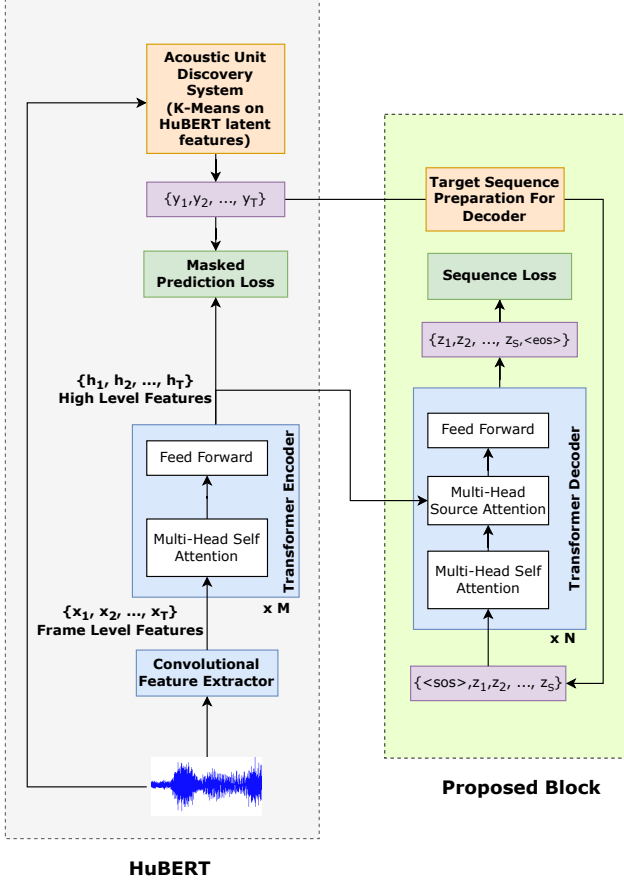 Acoustic Unit
Discovery
System
(K-Means on
HuBERT latent
features)
{y1,y2, ..., yT}
Masked
Prediction Loss
{h1, h2, ..., hT}
High Level Features
Feed Forward
Multi-Head Self
Attention
Transformer Encoder
x M
{x1, x2, ..., xT}
Frame Level Features
Convolutional
Feature Extractor
HuBERT
Target Sequence
Preparation For
Decoder
Sequence Loss
{z1,z2, ..., zS,<eos>}
Feed Forward
Multi-Head
Source Attention
Multi-Head Self
Attention
Transformer Decoder
x N
{<sos>,z1,z2, ..., zS}
Proposed Block